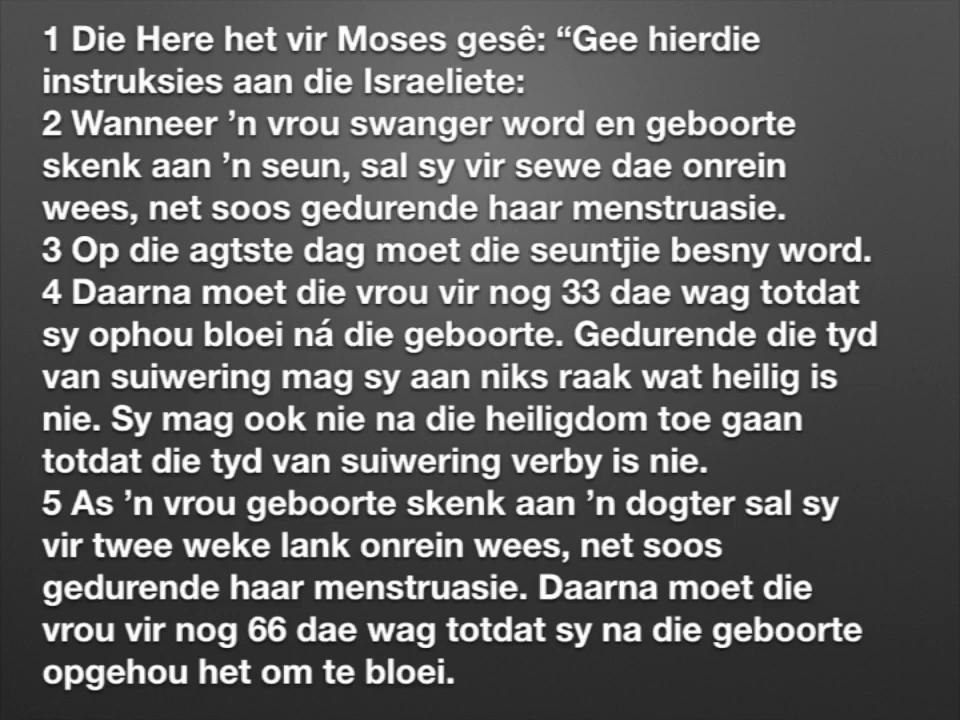 1 Die Here het vir Moses gesê: “Gee hierdie
instruksies aan die Israeliete:
2 Wanneer ’n vrou swanger word en geboorte
skenk aan ’n seun, sal sy vir sewe dae onrein
wees, net soos gedurende haar menstruasie.
3 Op die agtste dag moet die seuntjie besny word.
4 Daarna moet die vrou vir nog 33 dae wag totdat
sy ophou bloei ná die geboorte. Gedurende die tyd
van suiwering mag sy aan niks raak wat heilig is
nie. Sy mag ook nie na die heiligdom toe gaan
totdat die tyd van suiwering verby is nie.
5 As ’n vrou geboorte skenk aan ’n dogter sal sy
vir twee weke lank onrein wees, net soos
gedurende haar menstruasie. Daarna moet die
vrou vir nog 66 dae wag totdat sy na die geboorte
opgehou het om te bloei.